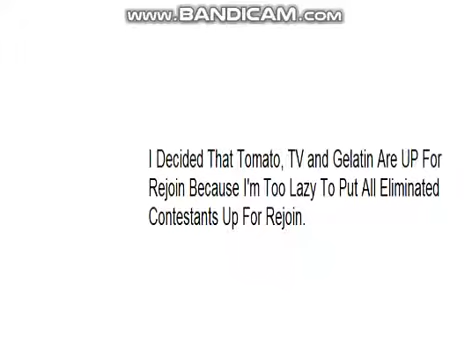 www.BANDICAM.com
I Decided That Tomato, TV and Gelatin Are UP For
Rejoin Because I'm Too Lazy To Put All Eliminated
Contestants Up For Rejoin.